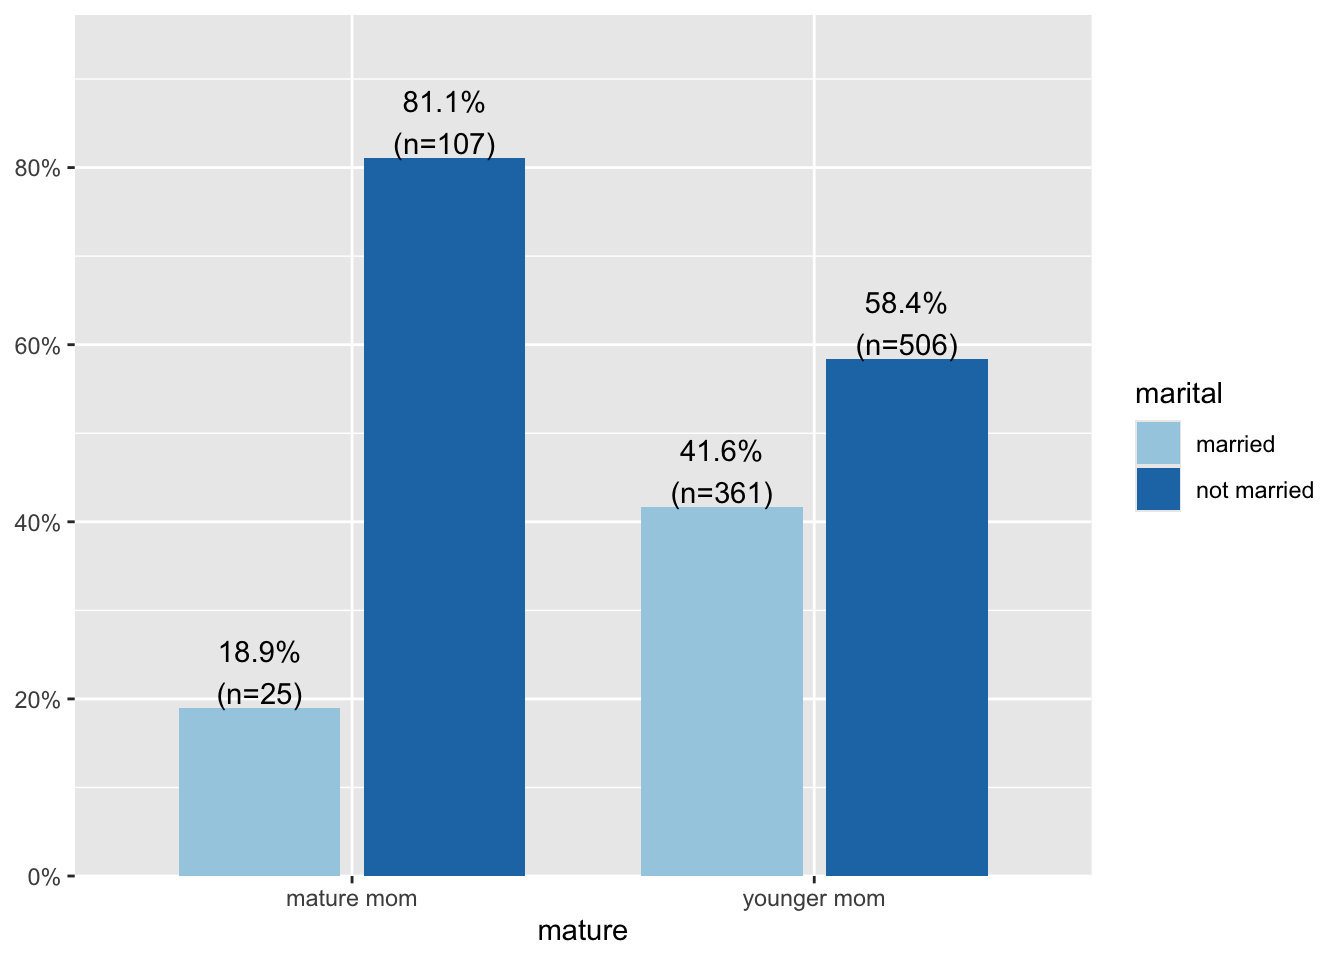 81.1%
(n=107)
80%
58.4%
(n=506)
60%
41.6%
(n=361)
40%
18.9%
(n=25)
20%
0%
mature mom
younger mom
mature
marital
married
not married